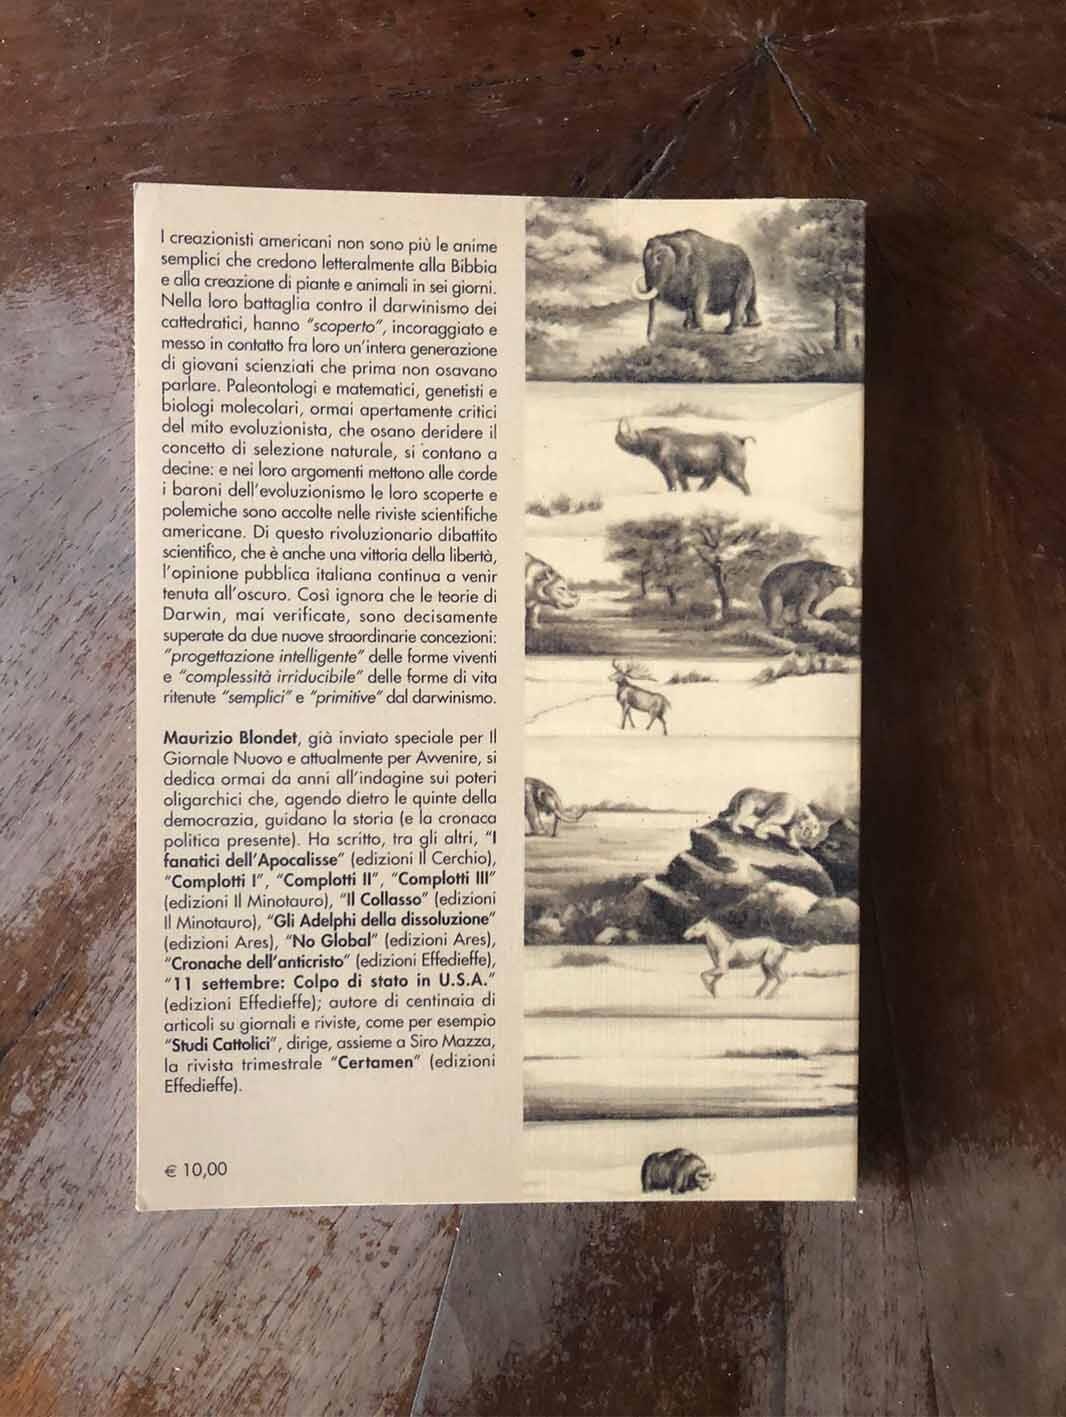 I creazionisti americani non sono più le anime
semplici che credono letteralmente alla Bibbia
e alla creazione di piante e animali in sei giorni.
Nella loro battaglia contro il darwinismo dei
cattedratici, hanno "scoperto", incoraggiato e
messo in contatto fra loro un'intera generazione
di giovani scienziati che prima non osavano
parlare. Paleontologi e matematici, genetisti e
biologi molecolari, ormai apertamente critici
del mito evoluzionista, che osano deridere il
concetto di selezione naturale, si contano a
decine: e nei loro argomenti mettono alle corde
i baroni dell'evoluzionismo le loro scoperte e
polemiche sono accolte nelle riviste scientifiche
americane. Di questo rivoluzionario dibattito
scientifico, che è anche una vittoria della libertà,
l'opinione pubblica italiana continua a venir
tenuta all'oscuro. Così ignora che le teorie di
Darwin, mai verificate, sono decisamente
superate da due nuove straordinarie concezioni:
"progettazione intelligente" delle forme viventi
e "complessità irriducibile" delle forme di vita
ritenute "semplici" e "primitive" dal darwinismo.
Maurizio Blondet, già inviato speciale per Il
Giornale Nuovo e attualmente per Avvenire, si
dedica ormai da anni all'indagine sui poteri
oligarchici che, agendo dietro le quinte della
democrazia, guidano la storia (e la cronaca
politica presente). Ha scritto, tra gli altri, "I
fanatici dell'Apocalisse" (edizioni Il Cerchio),
"Complotti I", "Complotti II", "Complotti III"
(edizioni Il Minotauro), "Il Collasso" (edizioni
Il Minotauro), "Gli Adelphi della dissoluzione"
(edizioni Ares), "No Global" (edizioni Ares),
"Cronache dell'anticristo" (edizioni Effedieffe),
"11 settembre: Colpo di stato in U.S.A."
(edizioni Effedieffe); autore di centinaia di
articoli su giornali e riviste, come per esempio
"Studi Cattolici", dirige, assieme a Siro Mazza,
la rivista trimestrale "Certamen" (edizioni
Effedieffe).
€ 10,00